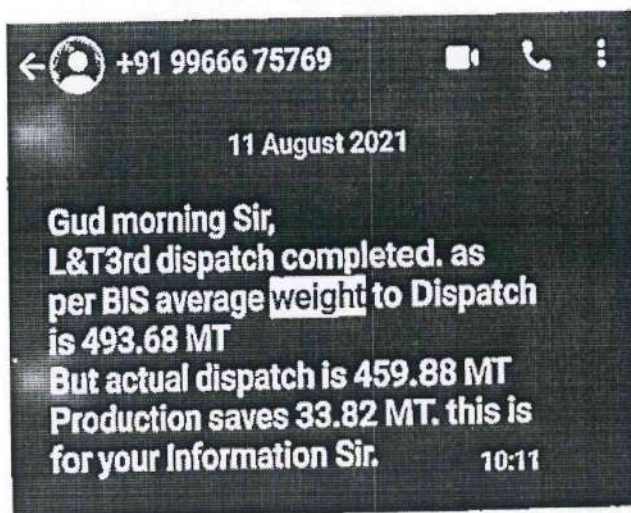 +91 99666 75769
11 August 2021
Gud morning Sir,
L&T3rd dispatch completed. as
per BIS average weight to Dispatch
is 493.68 MT
But actual dispatch is 459.88 MT
Production saves 33.82 MT. this is
for your Information Sir.
10:11